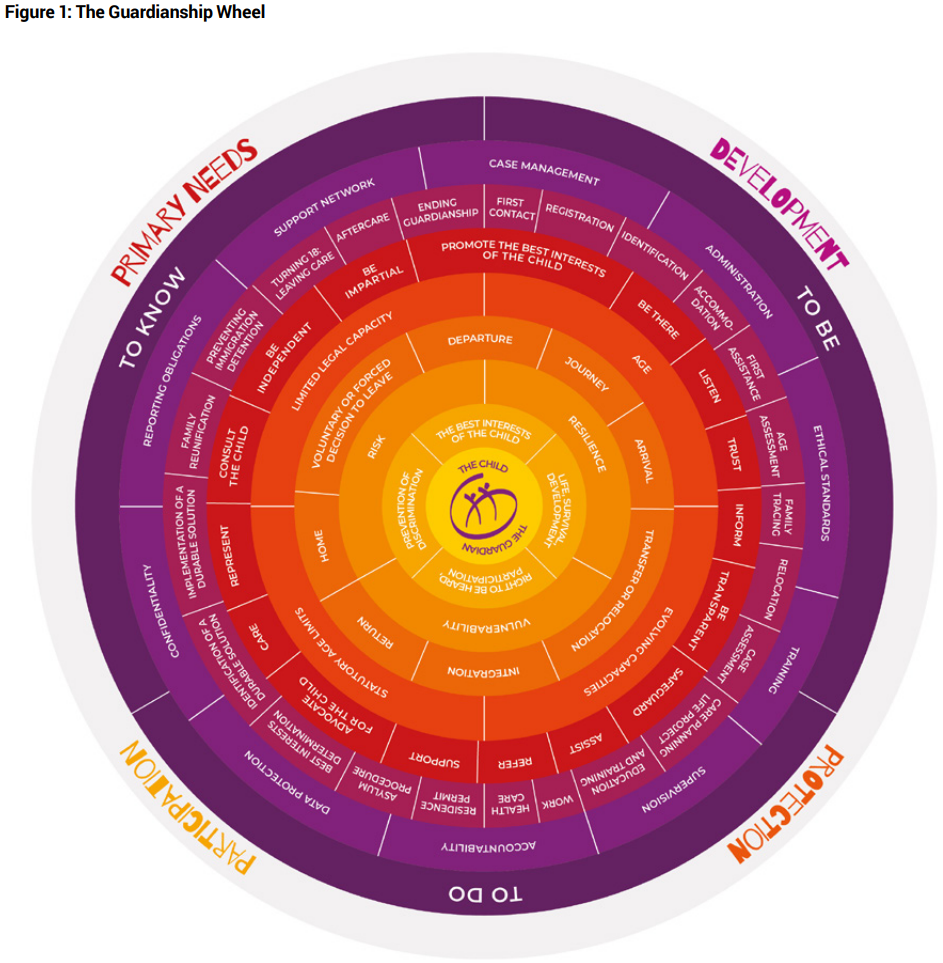 Figure 1: The Guardianship Wheel
PRIMARY NEEDS
DEVELOPMENT
PROTECTION
PARTICIPATION
TO KNOW
TO BE
TO DO
CASE MANAGEMENT
ADMINISTRATION
ETHICAL STANDARDS
TRAINING
SUPERVISION
ACCOUNTABILITY
DATA PROTECTION
CONFIDENTIALITY
REPORTING OBLIGATIONS
SUPPORT NETWORK
FIRST
CONTACT
REGISTRATION
IDENTIFICATION
ACCOMMO-
DATION
FIRST
ASSISTANCE
AGE
ASSESSMENT
FAMILY
TRACING
RELOCATION
CASE
ASSESSMENT
CARE PLANNING
LIFE PROJECT
EDUCATION
AND TRAINING
WORK
HEALTH
CARE
RESIDENCE
PERMIT
ASYLUM
PROCEDURE
BEST INTERESTS
DETERMINATION
IDENTIFICATION OF A
DURABLE SOLUTION
IMPLEMENTATION OF A
DURABLE SOLUTION
FAMILY
REUNIFICATION
PREVENTING
IMMIGRATION
DETENTION
TURNING 18:
LEAVING CARE
AFTERCARE
ENDING
GUARDIANSHIP
PROMOTE THE BEST INTERESTS
OF THE CHILD
BE THERE
LISTEN
TRUST
INFORM
BE
TRANSPARENT
SAFEGUARD
ASSIST
REFER
SUPPORT
ADVOCATE
FOR THE CHILD
CARE
REPRESENT
CONSULT
THE CHILD
BE
INDEPENDENT
BE
IMPARTIAL
AGE
EVOLVING CAPACITIES
STATUTORY AGE LIMITS
LIMITED LEGAL CAPACITY
DEPARTURE
JOURNEY
ARRIVAL
TRANSFER OR RELOCATION
INTEGRATION
RETURN
HOME
VOLUNTARY OR FORCED
DECISION TO LEAVE
RESILIENCE
VULNERABILITY
RISK
THE BEST INTERESTS
OF THE CHILD
LIFE, SURVIVAL,
DEVELOPMENT
RIGHT TO BE HEARD
PARTICIPATION
PREVENTION OF
DISCRIMINATION
THE CHILD
THE GUARDIAN